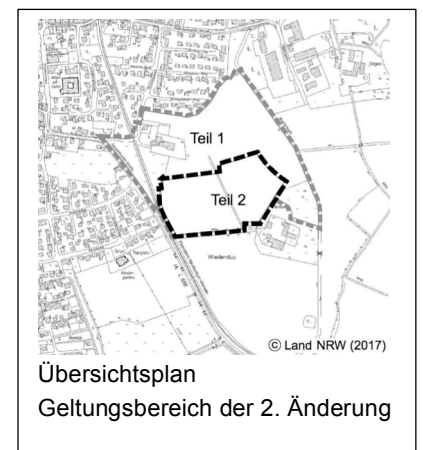 Teil 1
Teil 2
© Land NRW (2017)
Übersichtsplan
Geltungsbereich der 2. Änderung